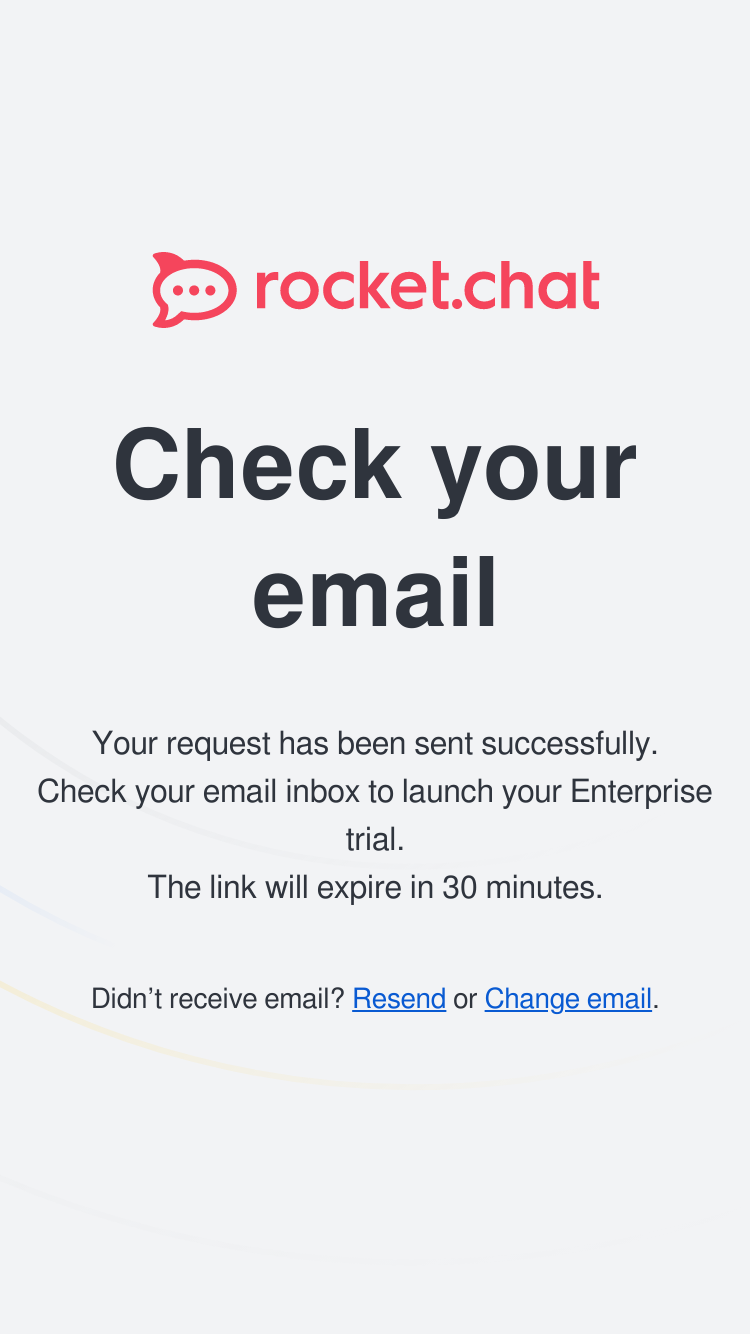 rocket.chat
Check your
email
Your request has been sent successfully.
Check your email inbox to launch your Enterprise
trial.
The link will expire in 30 minutes.
Didn’t receive email? Resend or Change email.